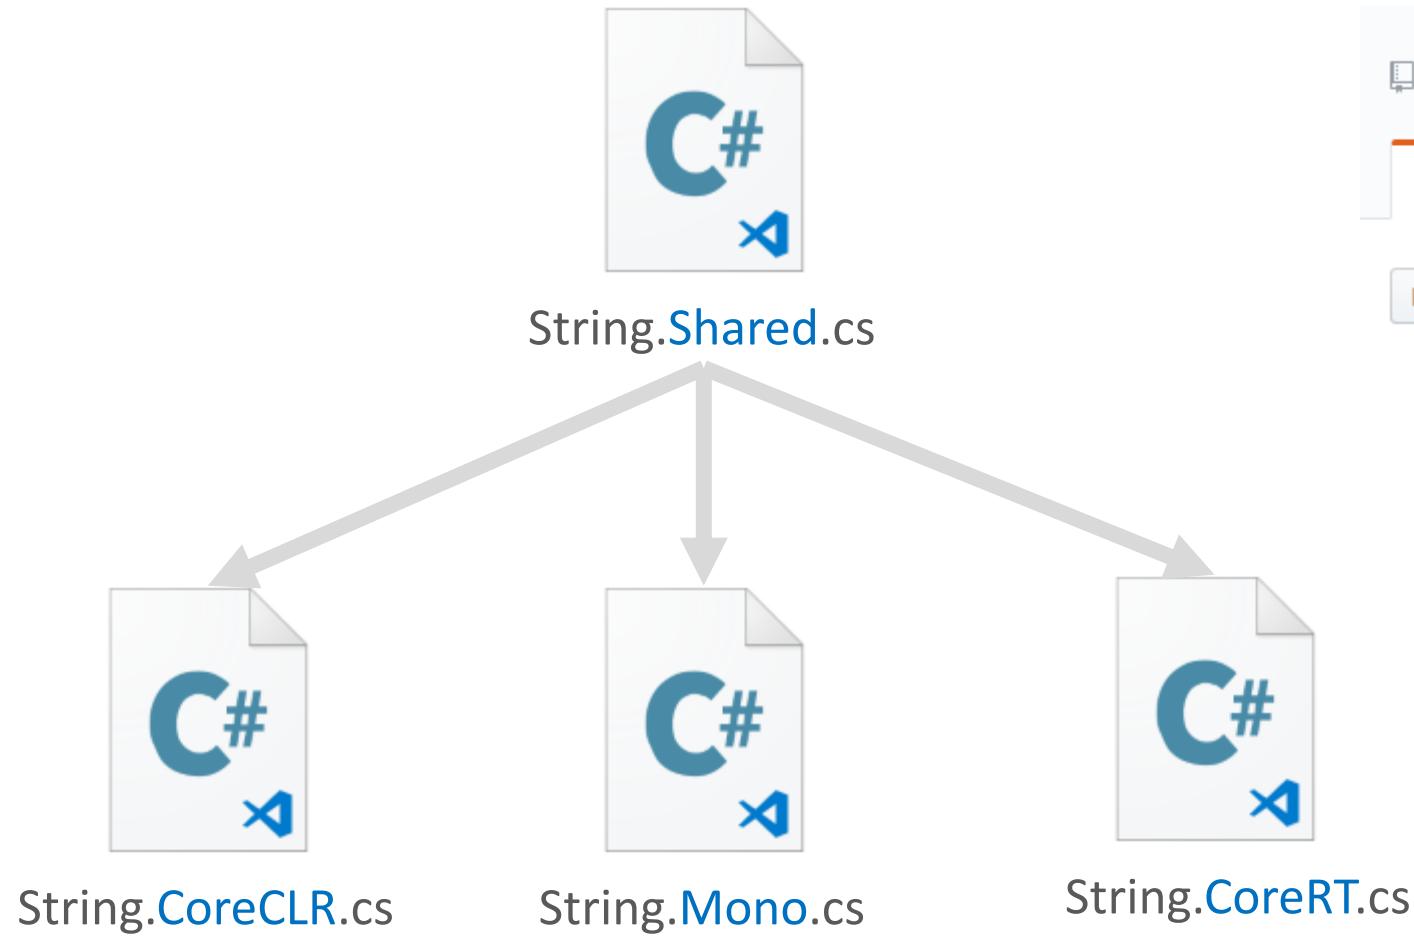 C#
String.Shared.cs
C#
C#
C#
String.CoreCLR.cs
String.Mono.cs
String.CoreRT.cs